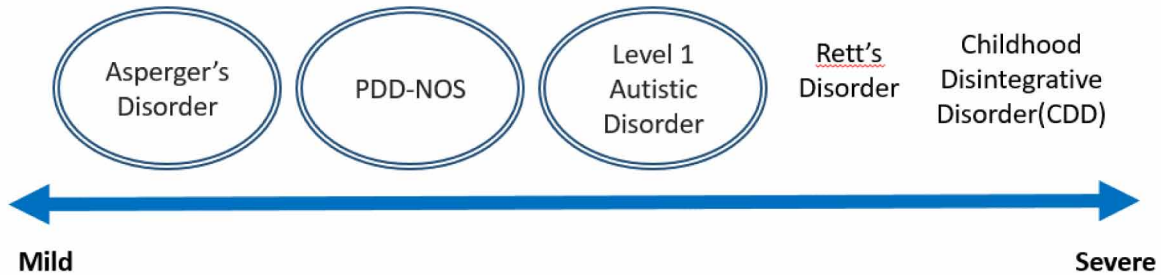 Asperger's
Disorder
PDD-NOS
Level 1
Autistic
Disorder
Rett's
Disorder
Childhood
Disintegrative
Disorder(CDD)
Mild
Severe